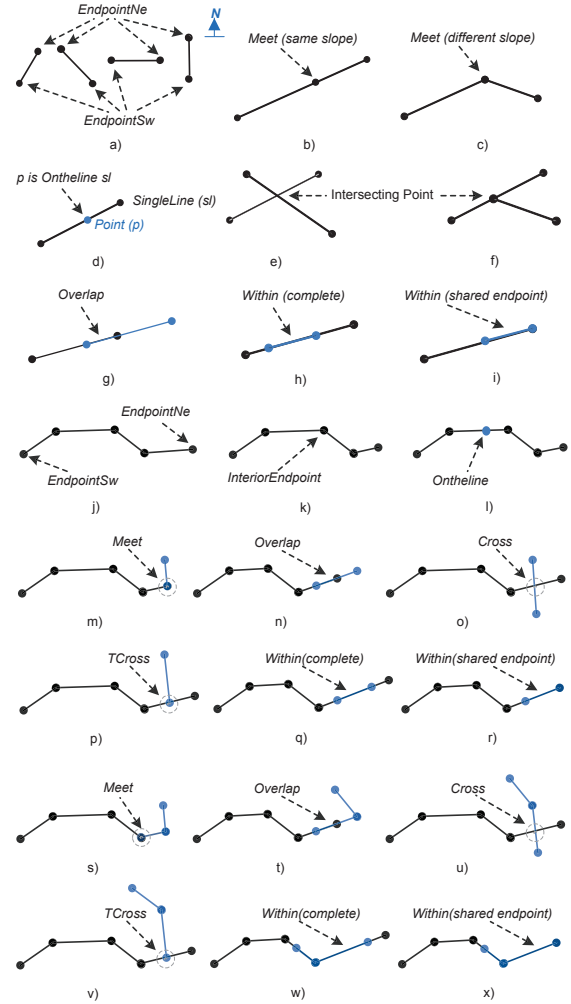 EndpointNe
N
EndpointSw
a)
Meet (same slope)
b)
Meet (different slope)
c)
p is Ontheline sl
SingleLine (sl)
Point (p)
d)
Intersecting Point
e)
f)
Overlap
g)
Within (complete)
h)
Within (shared endpoint)
i)
EndpointNe
EndpointSw
j)
InteriorEndpoint
k)
Ontheline
l)
Meet
m)
Overlap
n)
Cross
o)
TCross
p)
Within(complete)
q)
Within(shared endpoint)
r)
Meet
s)
Overlap
t)
Cross
u)
TCross
v)
Within(complete)
w)
Within(shared endpoint)
x)